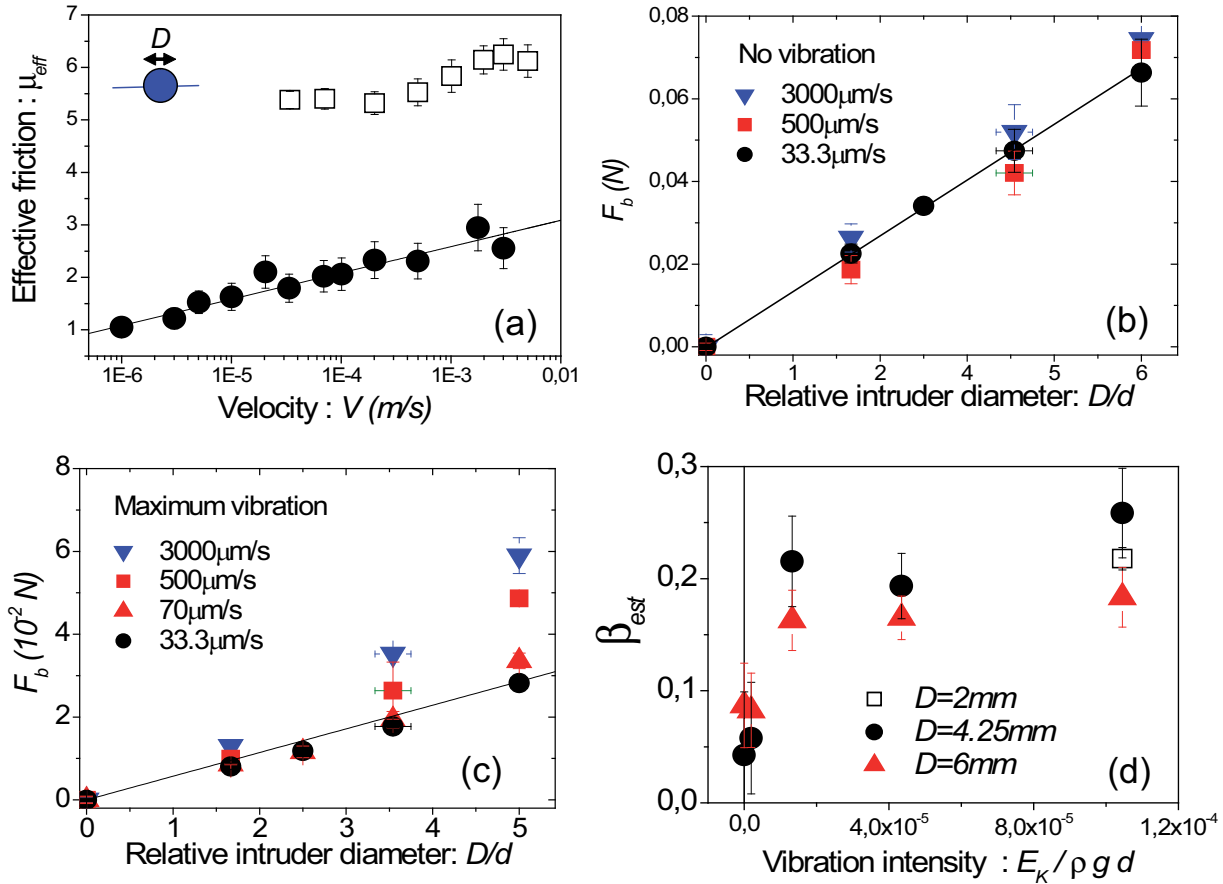 (a)
Effective friction : μeff
7
6
5
4
3
2
1
D
1E-6 1E-5 1E-4 1E-3 0,01
Velocity : V (m/s)
(b)
F_b (N)
0,08
0,06
0,04
0,02
0,00
No vibration
3000μm/s
500μm/s
33.3μm/s
0 1 2 4 5 6
Relative intruder diameter: D/d
(c)
F_b (10⁻² N)
8
6
4
2
0
Maximum vibration
3000μm/s
500μm/s
70μm/s
33.3μm/s
0 1 2 3 4 5
Relative intruder diameter: D/d
(d)
βest
0,3
0,2
0,1
0,0
D=2mm
D=4.25mm
D=6mm
0,0 4,0x10⁻⁵ 8,0x10⁻⁵ 1,2x10⁻⁴
Vibration intensity : E_K / ρ g d